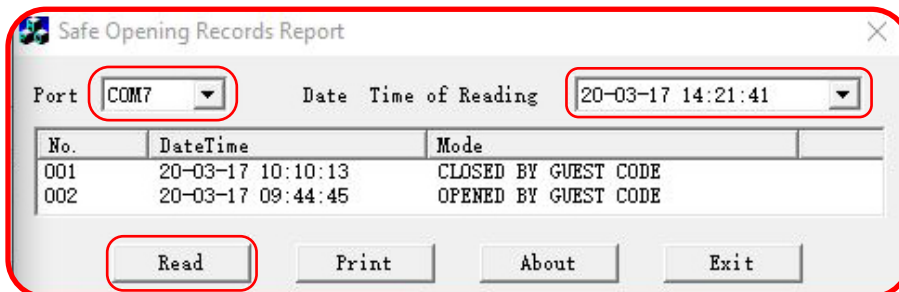 Safe Opening Records Report
Port COM7 Date Time of Reading 20-03-17 14:21:41
No. DateTime Mode
001 20-03-17 10:10:13 CLOSED BY GUEST CODE
002 20-03-17 09:44:45 OPENED BY GUEST CODE
Read Print About Exit